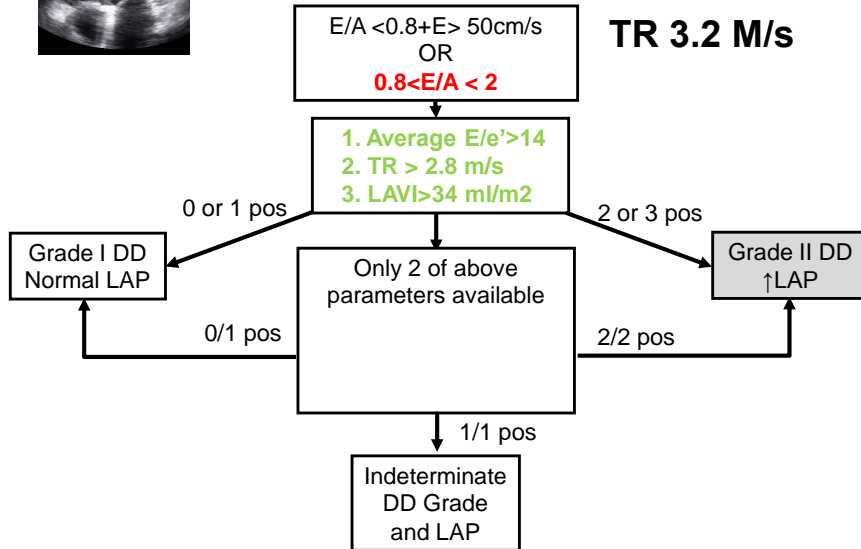 E/A <0.8+E> 50cm/s
OR
0.8<E/A < 2
TR 3.2 M/s
1. Average E/e'>14
2. TR > 2.8 m/s
3. LAVI>34 ml/m2
0 or 1 pos
2 or 3 pos
Grade I DD
Normal LAP
Only 2 of above
parameters available
Grade II DD
↑LAP
0/1 pos
2/2 pos
1/1 pos
Indeterminate
DD Grade
and LAP